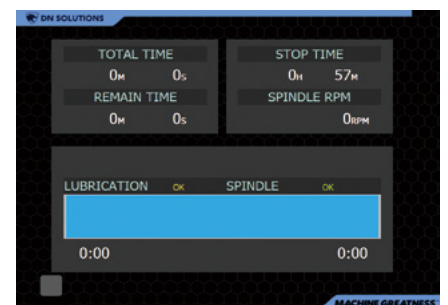 DN SOLUTIONS
TOTAL TIME
0M 0S
REMAIN TIME
0M 0S
STOP TIME
0H 57M
SPINDLE RPM
0RPM
LUBRICATION OK SPINDLE OK
0:00 0:00
MACHINE GREATNESS